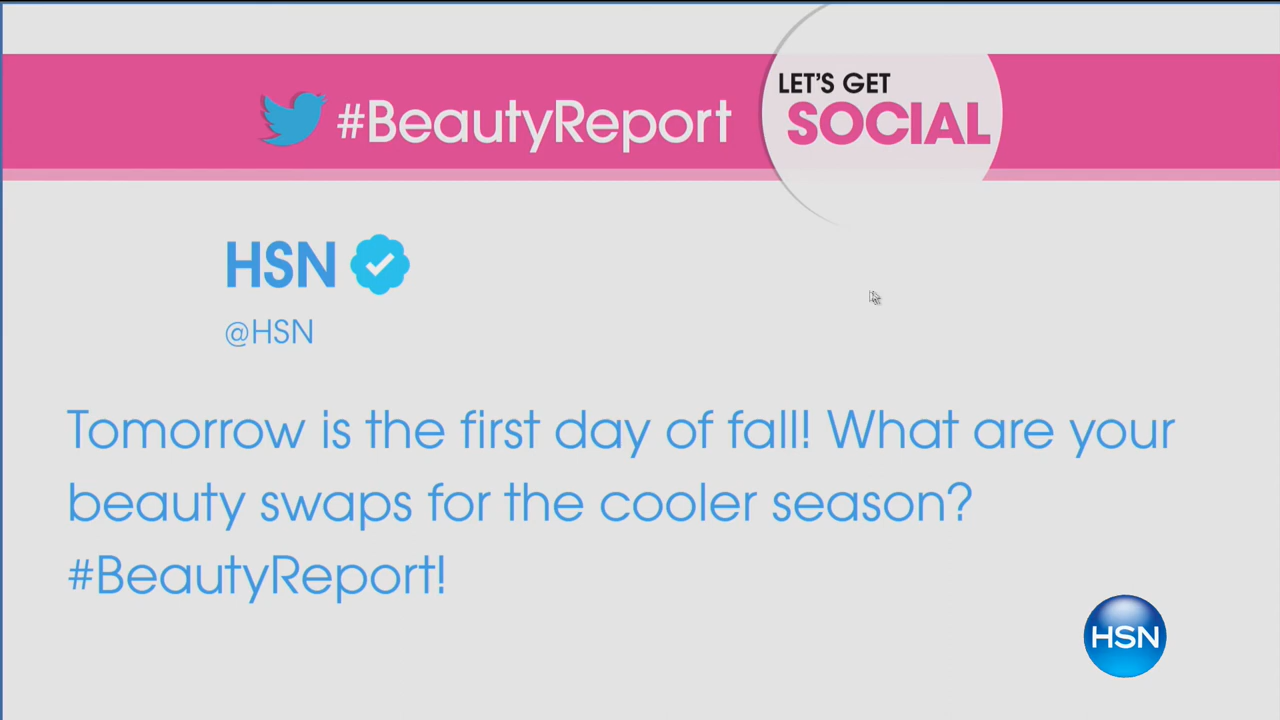 #BeautyReport
LET'S GET
SOCIAL
HSN
@HSN
Tomorrow is the first day of fall! What are your
beauty swaps for the cooler season?
#BeautyReport!
HSN